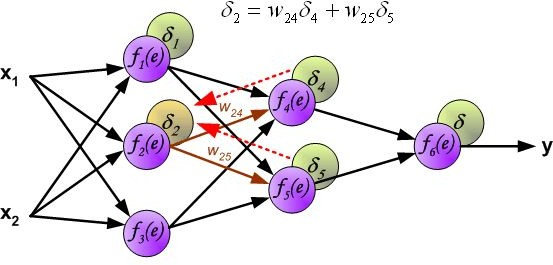 δ₂ = w₂₄δ₄ + w₂₅δ₅
δ₁
f₁(e)
x₁
δ₄
w₂₄
f₄(e)
δ₂
f₂(e)
δ
f₆(e)
y
w₂₅
δ₅
f₅(e)
x₂
f₃(e)